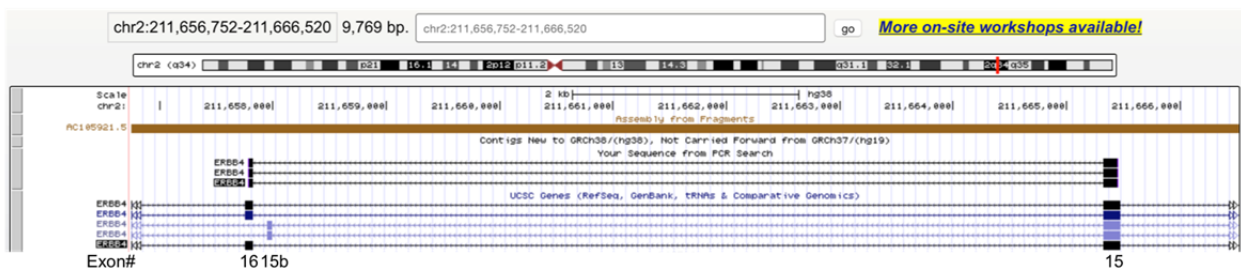 chr2:211,656,752-211,666,520 9,769 bp. chr2:211,656,752-211,666,520 go More on-site workshops available!
chr2 (q34) p21 16.1 14 2p12 p11.2 13 14.3 q31.1 32.1 q35
Scale 2 kb hg38
chr2: 211,658,000 211,659,000 211,660,000 211,661,000 211,662,000 211,663,000 211,664,000 211,665,000 211,666,000
Assembly from Fragments
AC105921.5
Contigs New to GRCh38/(hg38), Not Carried Forward from GRCh37/(hg19)
Your Sequence from PCR Search
ERBB4
ERBB4
ERBB4
UCSC Genes (RefSeq, GenBank, tRNAs & Comparative Genomics)
ERBB4
ERBB4
ERBB4
ERBB4
ERBB4
Exon# 16 15b 15